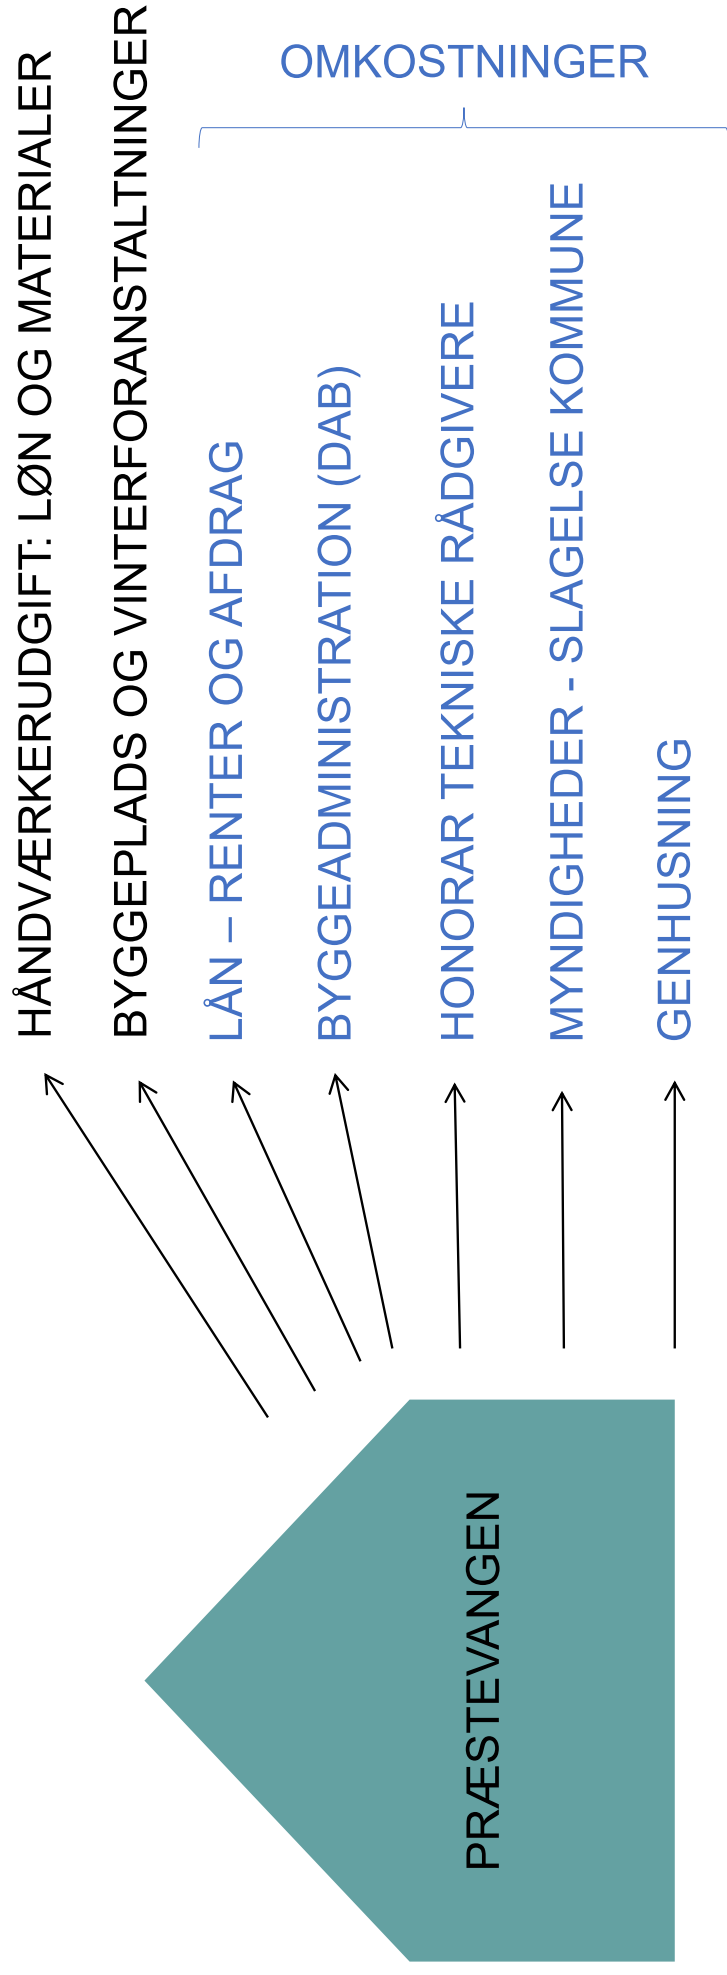 HÅNDVÆRKERUDGIFT: LØN OG MATERIALER
BYGGEPLADS OG VINTERFORANSTALTNINGER
LÅN – RENTER OG AFDRAG
BYGGEADMINISTRATION (DAB)
HONORAR TEKNISKE RÅDGIVERE
MYNDIGHEDER - SLAGELSE KOMMUNE
GENHUSNING
OMKOSTNINGER
PRÆSTEVANGEN